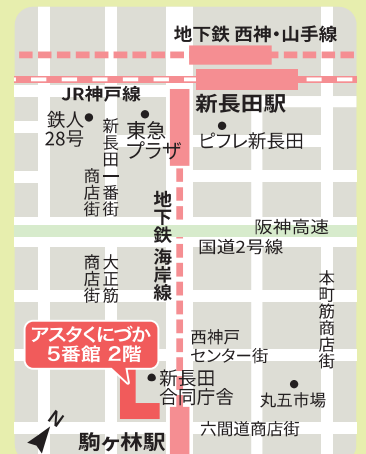 地下鉄 西神・山手線
JR神戸線
新長田駅
鉄人
28号
新長田一番街
商店街
東急
プラザ
ピフレ新長田
地下鉄 海岸線
阪神高速
国道2号線
大正筋
商店街
本町筋商店街
アスタくにづか
5番館 2階
西神戸
センター街
新長田
合同庁舎
丸五市場
六間道商店街
駒ヶ林駅
N